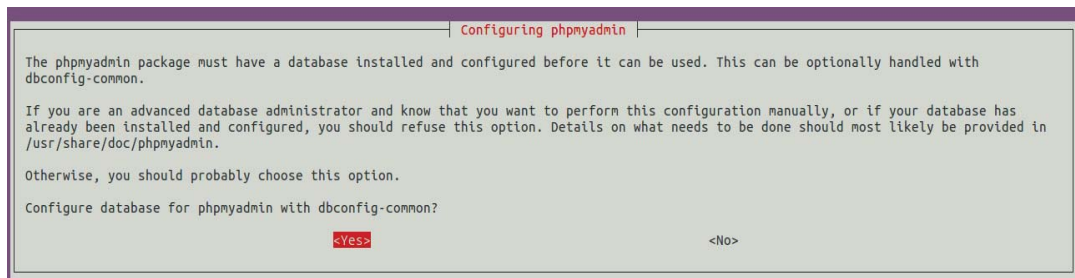 Configuring phpmyadmin
The phpmyadmin package must have a database installed and configured before it can be used. This can be optionally handled with
dbconfig-common.
If you are an advanced database administrator and know that you want to perform this configuration manually, or if your database has
already been installed and configured, you should refuse this option. Details on what needs to be done should most likely be provided in
/usr/share/doc/phpmyadmin.
Otherwise, you should probably choose this option.
Configure database for phpmyadmin with dbconfig-common?
<Yes> <No>